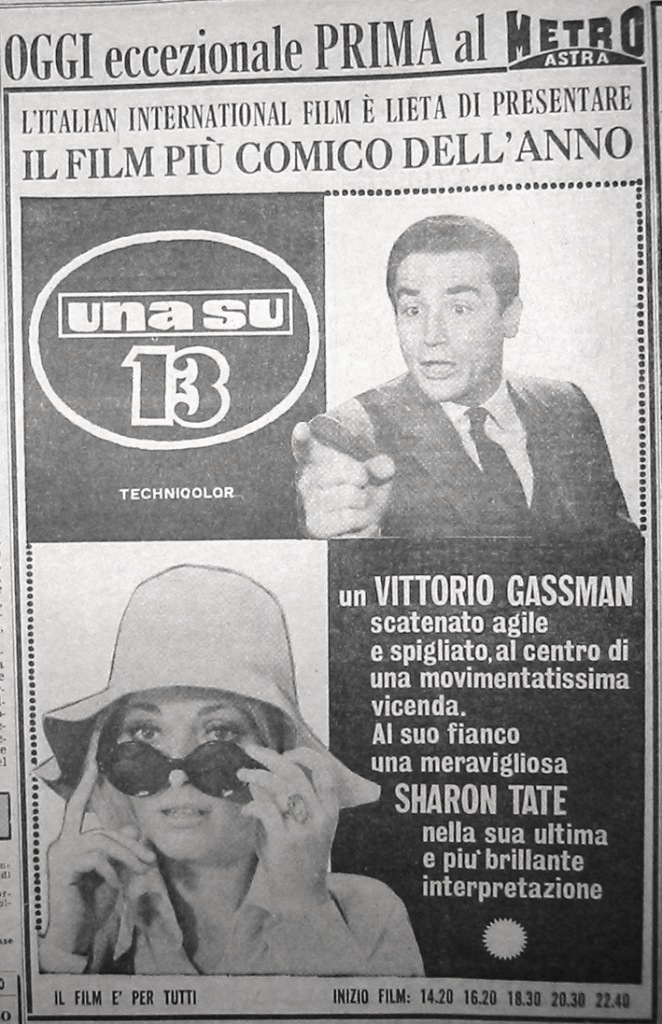 OGGI eccezionale PRIMA al METRO
ASTRA
L'ITALIAN INTERNATIONAL FILM È LIETA DI PRESENTARE
IL FILM PIÙ COMICO DELL'ANNO
una su
13
TECHNICOLOR
un VITTORIO GASSMAN
scatenato agile
e spigliato, al centro di
una movimentatissima
vicenda.
Al suo fianco
una meravigliosa
SHARON TATE
nella sua ultima
e piu' brillante
interpretazione
IL FILM E' PER TUTTI
INIZIO FILM: 14.20 16.20 18.30 20.30 22.40